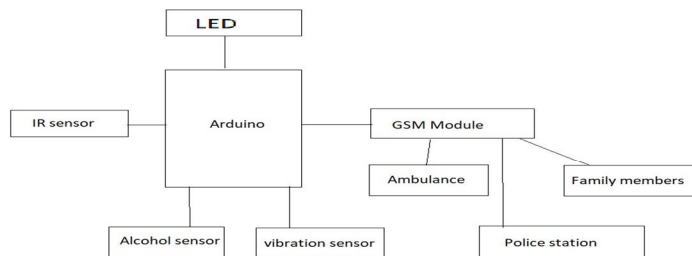 LED
IR sensor
Arduino
GSM Module
Ambulance
Family members
Alcohol sensor
vibration sensor
Police station